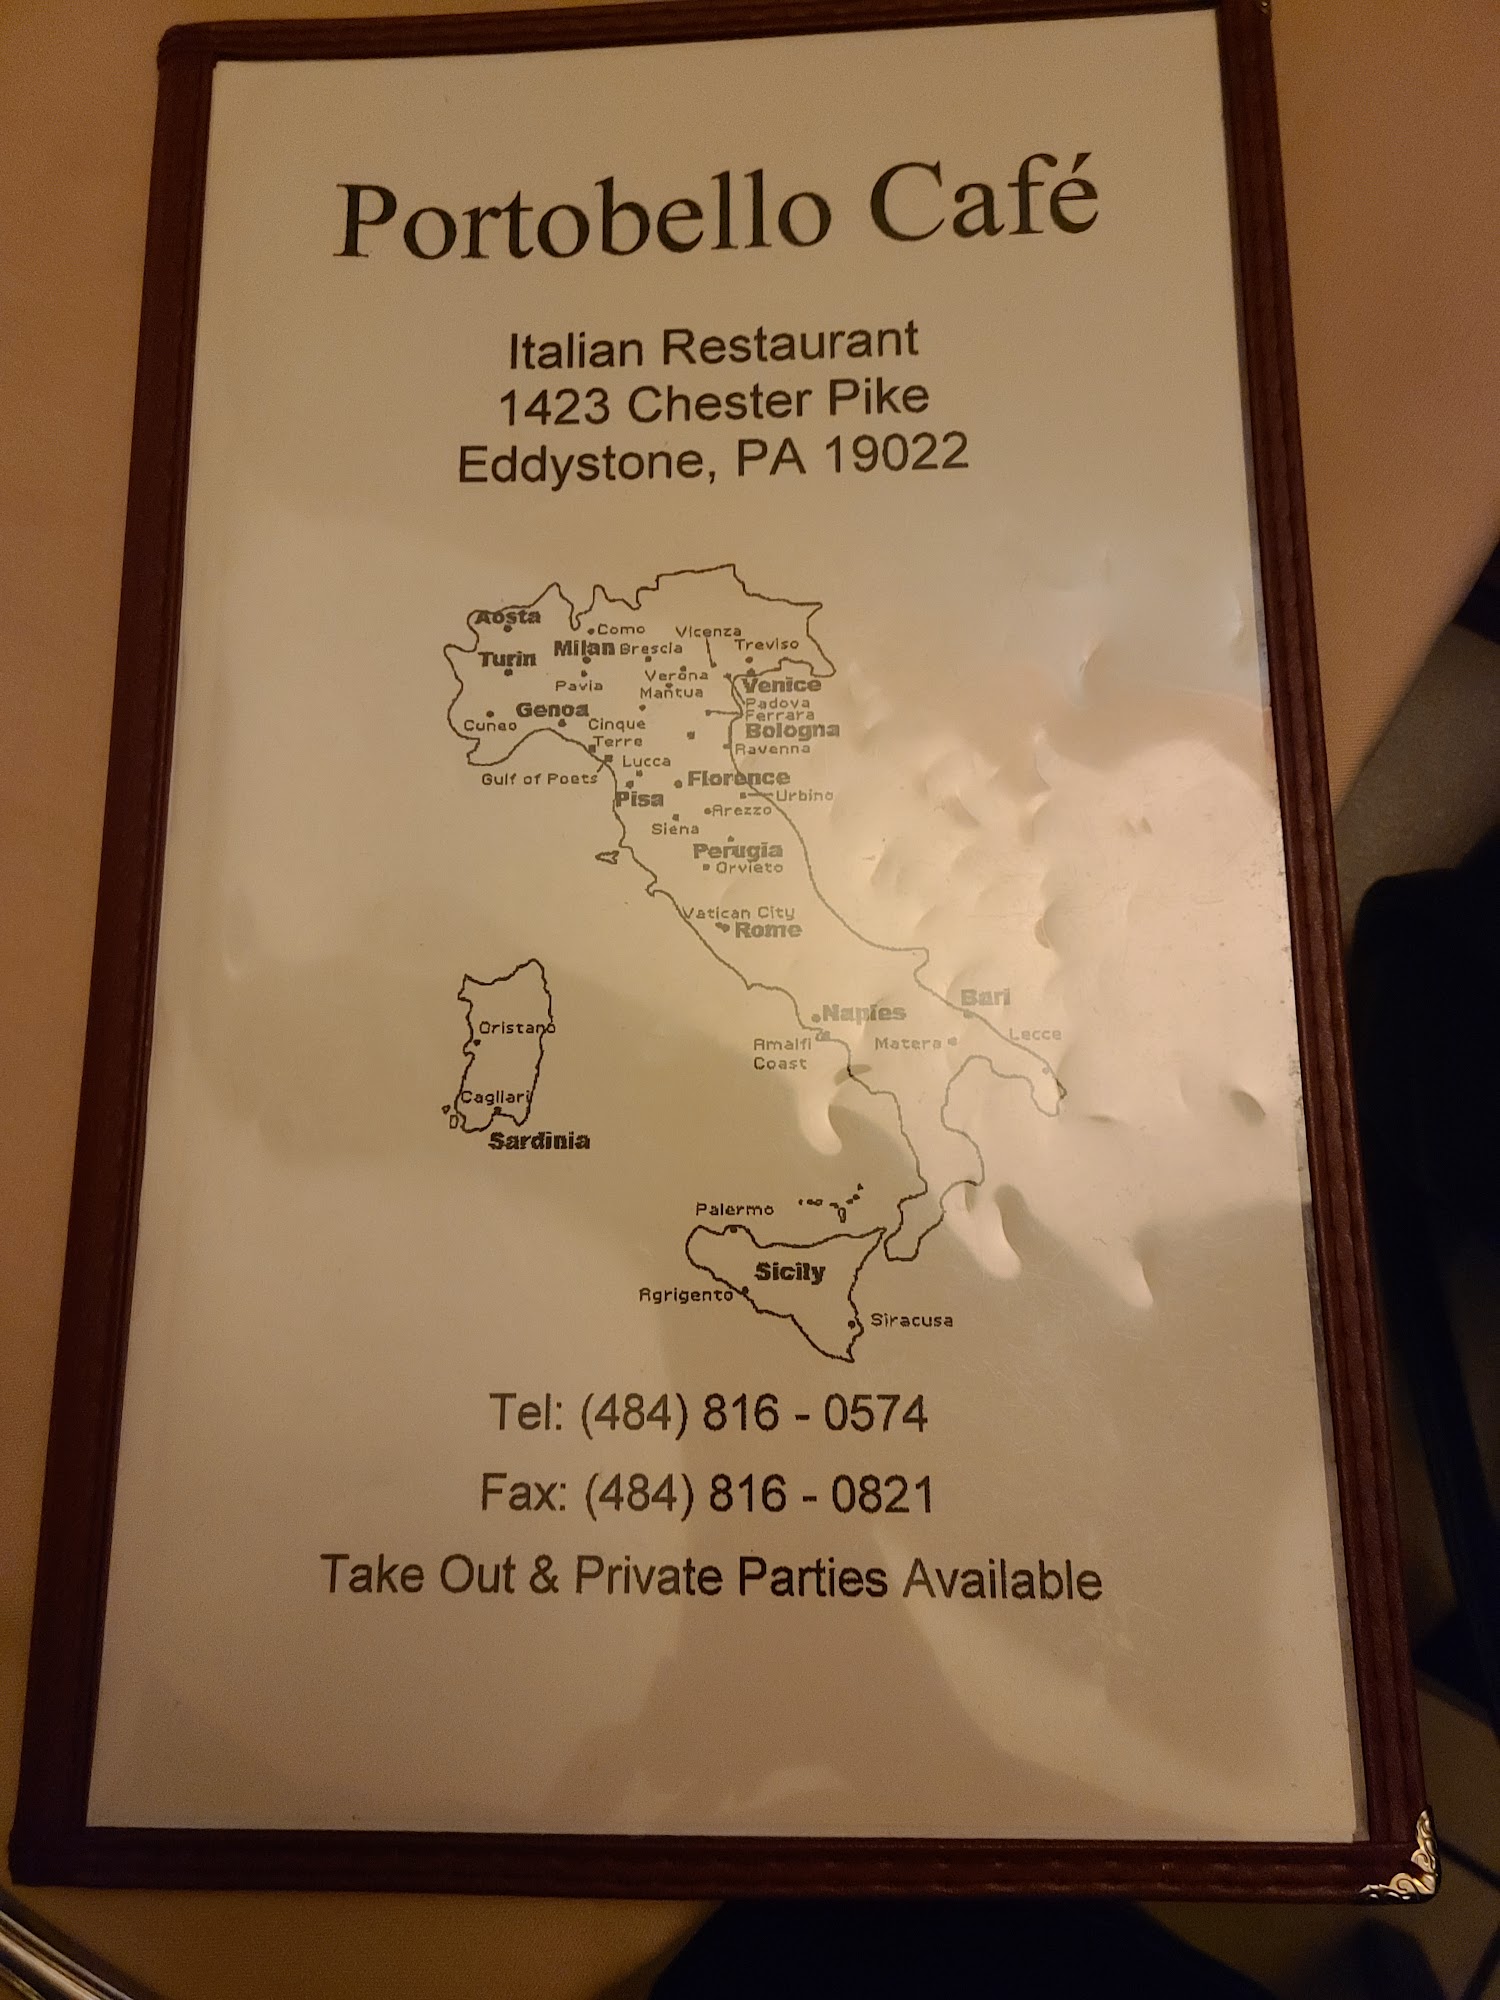 Portobello Café
Italian Restaurant
1423 Chester Pike
Eddystone, PA 19022
Aosta
Como
Vicenza
Milan
Brescia
Treviso
Turin
Verona
Venice
Pavia
Mantua
Padova
Genoa
Ferrara
Cuneo
Cinque
Terre
Bologna
Ravenna
Lucca
Gulf of Poets
Florence
Pisa
Urbino
Arezzo
Siena
Perugia
Orvieto
Vatican City
Rome
Bari
Naples
Oristano
Lecce
Amalfi
Coast
Matera
Cagliari
Sardinia
Palermo
Sicily
Agrigento
Siracusa
Tel: (484) 816 - 0574
Fax: (484) 816 - 0821
Take Out & Private Parties Available